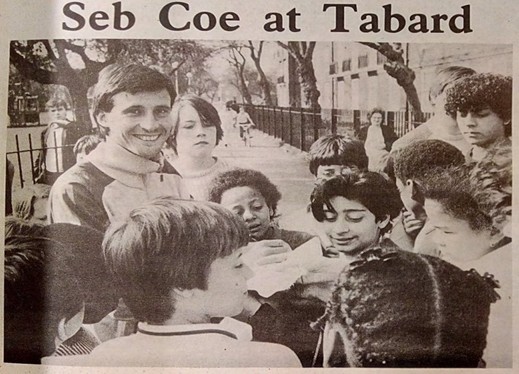 Seb Coe at Tabard